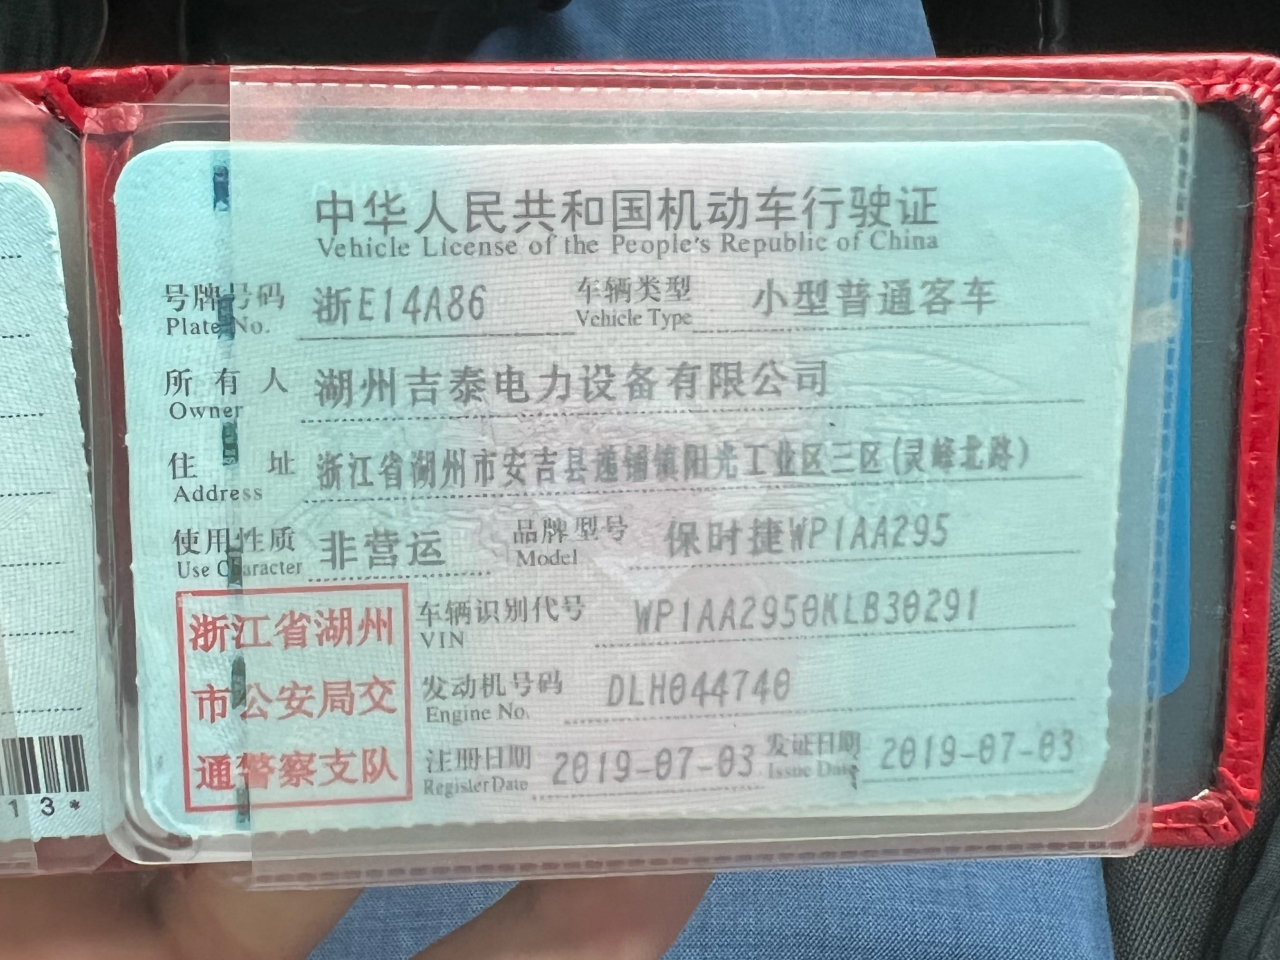 中华人民共和国机动车行驶证
Vehicle License of the People's Republic of China
号牌号码 浙E14A86 车辆类型 小型普通客车
Plate No. Vehicle Type
所有人 湖州吉泰电力设备有限公司
Owner
住址 浙江省湖州市安吉县递铺镇阳光工业区三区(灵峰北路)
Address
使用性质 非营运 品牌型号 保时捷WP1AA295
Use Character Model
浙江省湖州
市公安局交
通警察支队
车辆识别代号 WP1AA2950KLB30291
VIN
发动机号码 DLH044740
Engine No.
注册日期 2019-07-03 发证日期 2019-07-03
Register Date Issue Date
13*